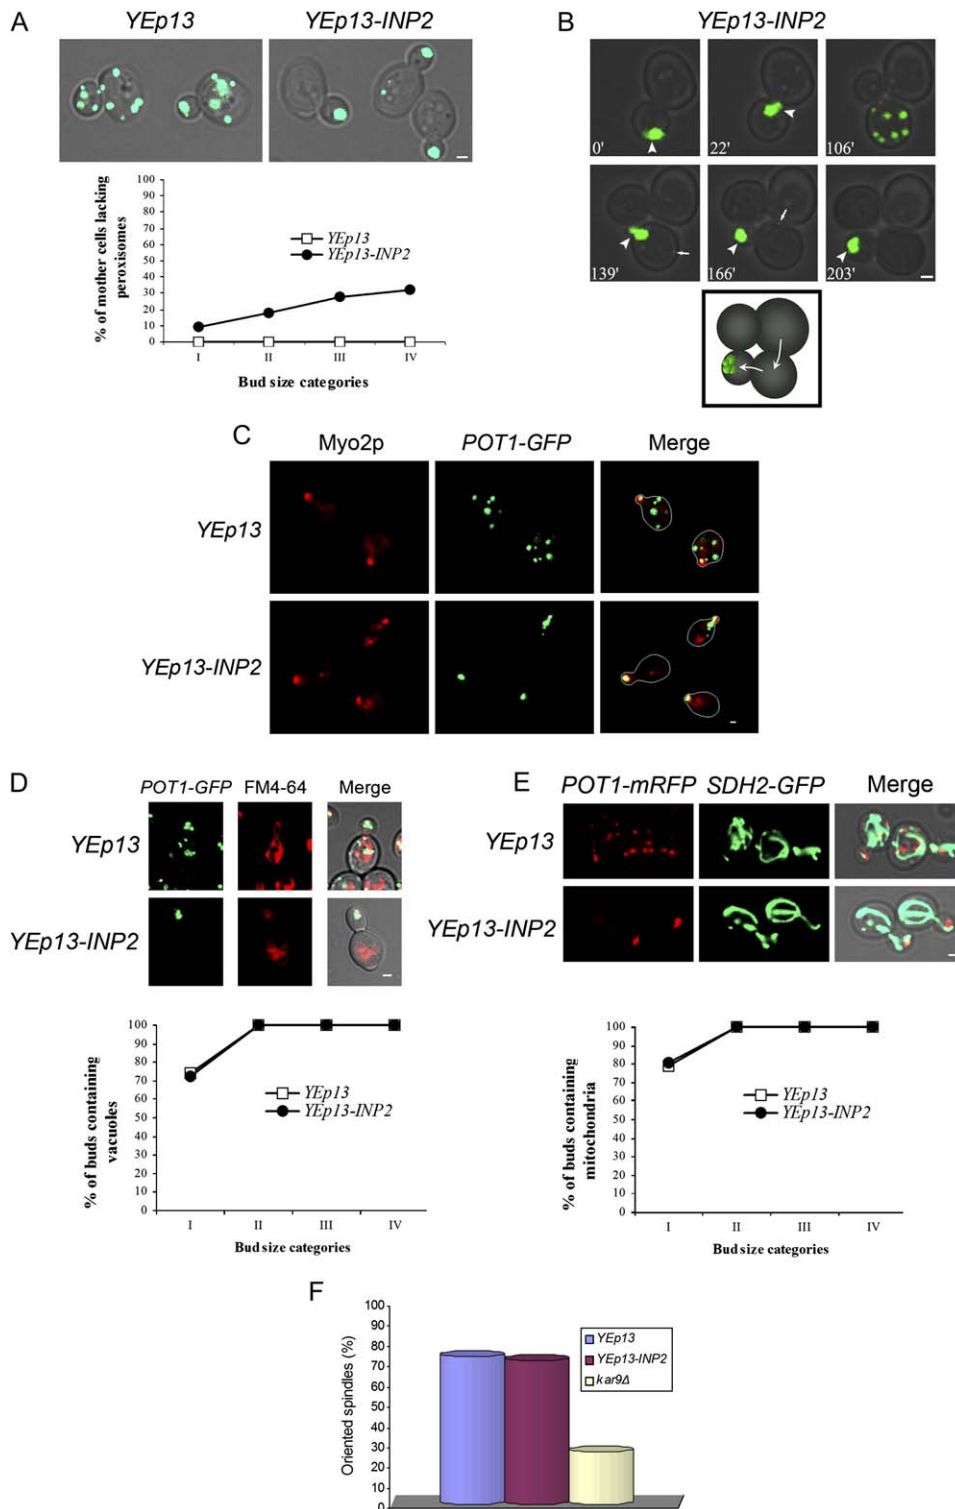 A
YEp13
YEp13-INP2
% of mother cells lacking
peroxisomes
100
90
80
70
60
50
40
30
20
10
0
YEp13
YEp13-INP2
I
II
III
IV
Bud size categories
B
YEp13-INP2
0'
22'
106'
139'
166'
203'
C
Myo2p
POT1-GFP
Merge
YEp13
YEp13-INP2
D
POT1-GFP
FM4-64
Merge
YEp13
YEp13-INP2
% of buds containing
vacuoles
100
90
80
70
60
50
40
30
20
10
0
YEp13
YEp13-INP2
I
II
III
IV
Bud size categories
E
POT1-mRFP
SDH2-GFP
Merge
YEp13
YEp13-INP2
% of buds containing
mitochondria
100
90
80
70
60
50
40
30
20
10
0
YEp13
YEp13-INP2
I
II
III
IV
Bud size categories
F
Oriented spindles (%)
100
90
80
70
60
50
40
30
20
10
0
YEp13
YEp13-INP2
kar9Δ